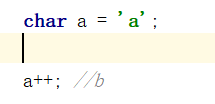 char a = 'a';
a++; //b